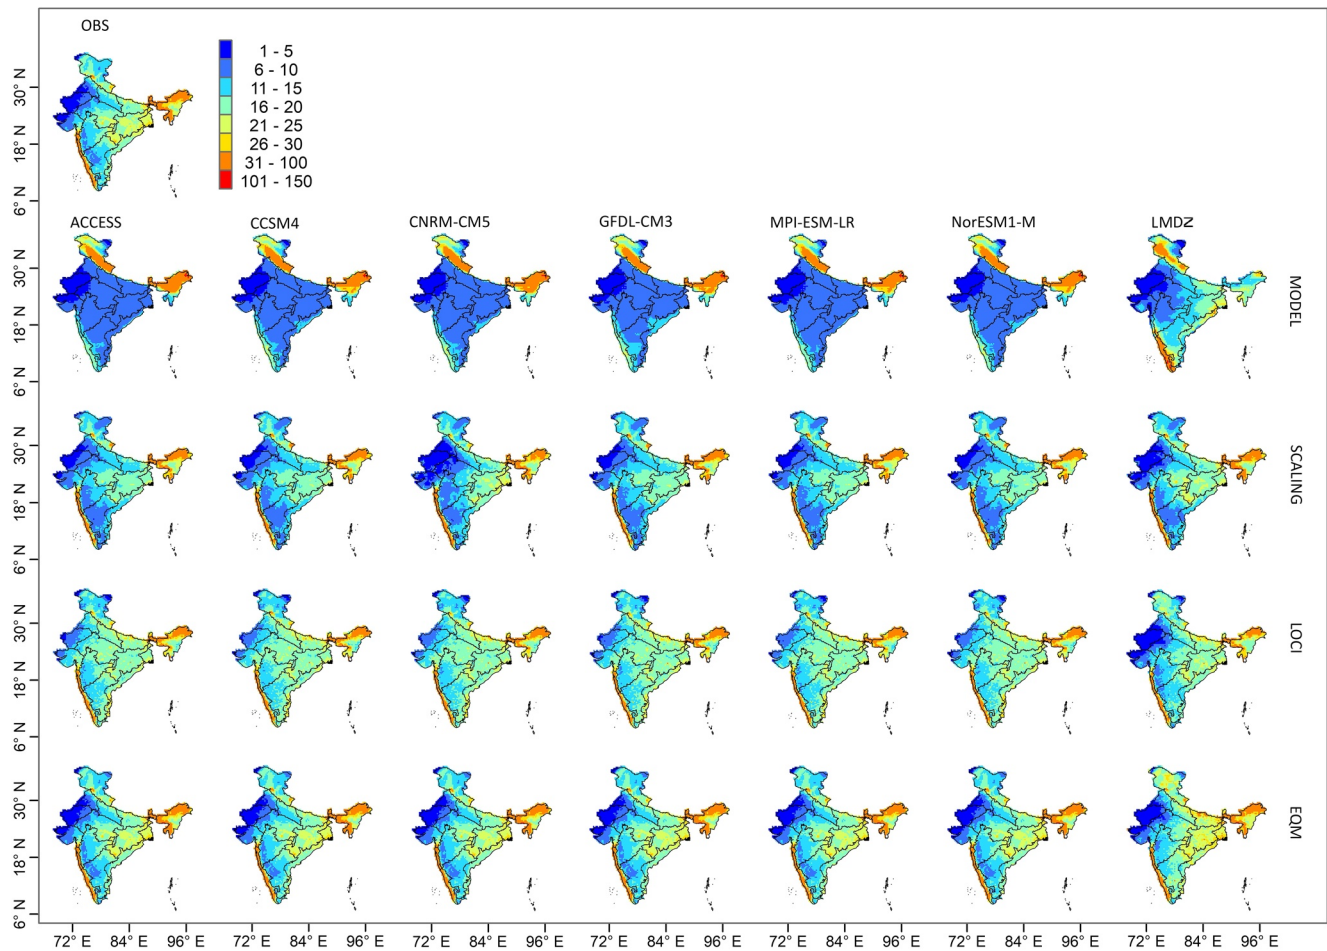 OBS
1 - 5
6 - 10
11 - 15
16 - 20
21 - 25
26 - 30
31 - 100
101 - 150
30° N
18° N
6° N
ACCESS CCSM4 CNRM-CM5 GFDL-CM3 MPI-ESM-LR NorESM1-M LMDZ
30° N
18° N
6° N
MODEL
30° N
18° N
6° N
SCALING
30° N
18° N
6° N
LOCI
30° N
18° N
6° N
EQM
72° E 84° E 96° E 72° E 84° E 96° E 72° E 84° E 96° E 72° E 84° E 96° E 72° E 84° E 96° E 72° E 84° E 96° E 72° E 84° E 96° E